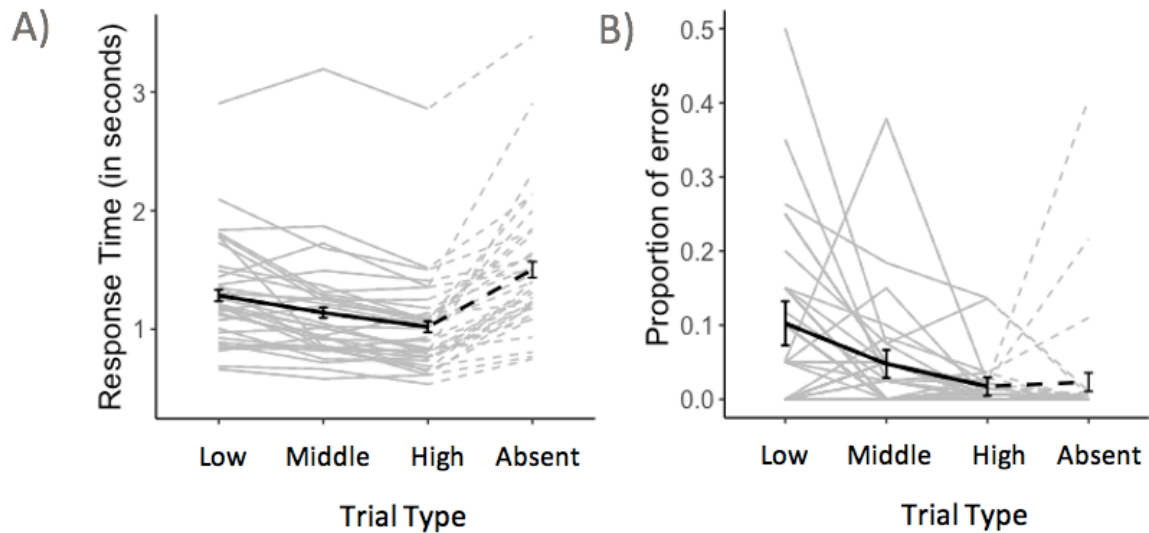 A)
Response Time (in seconds)
3
2
1
Low Middle High Absent
Trial Type
B)
Proportion of errors
0.5
0.4
0.3
0.2
0.1
0.0
Low Middle High Absent
Trial Type